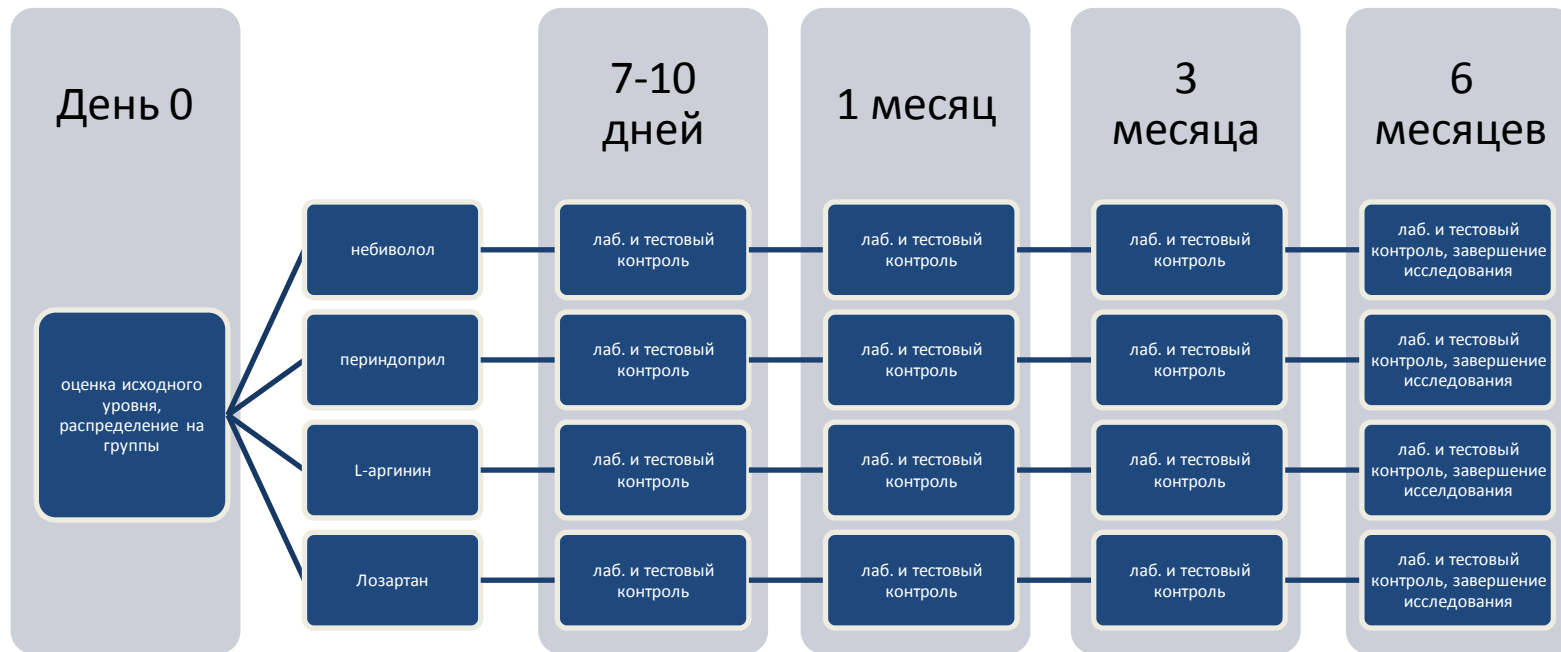 День 0
7-10
дней
1 месяц
3
месяца
6
месяцев
оценка исходного
уровня,
распределение на
группы
небиволол
лаб. и тестовый
контроль
лаб. и тестовый
контроль
лаб. и тестовый
контроль
лаб. и тестовый
контроль, завершение
исследования
периндоприл
лаб. и тестовый
контроль
лаб. и тестовый
контроль
лаб. и тестовый
контроль
лаб. и тестовый
контроль, завершение
исследования
L-аргинин
лаб. и тестовый
контроль
лаб. и тестовый
контроль
лаб. и тестовый
контроль
лаб. и тестовый
контроль, завершение
исселдования
Лозартан
лаб. и тестовый
контроль
лаб. и тестовый
контроль
лаб. и тестовый
контроль
лаб. и тестовый
контроль, завершение
исследования